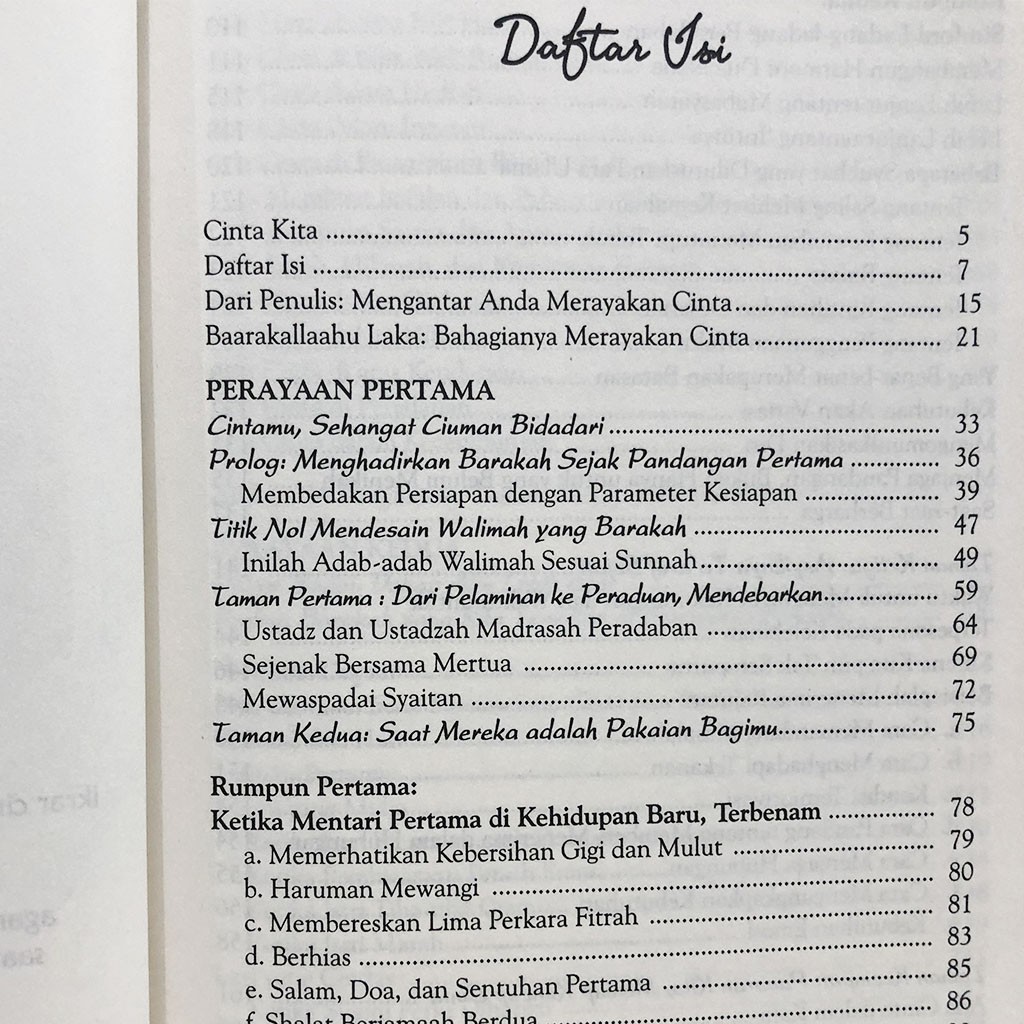 Daftar Isi
Cinta Kita ........ 5
Daftar Isi ........ 7
Dari Penulis: Mengantar Anda Merayakan Cinta ........ 15
Baarakallaahu Laka: Bahagianya Merayakan Cinta ........ 21
PERAYAAN PERTAMA
Cintamu, Sehangat Ciuman Bidadari ........ 33
Prolog: Menghadirkan Barakah Sejak Pandangan Pertama ........ 36
Membedakan Persiapan dengan Parameter Kesiapan ........ 39
Titik Nol Mendesain Walimah yang Barakah ........ 47
Inilah Adab-adab Walimah Sesuai Sunnah ........ 49
Taman Pertama : Dari Pelaminan ke Peraduan, Mendebarkan ........ 59
Ustadz dan Ustadzah Madrasah Peradaban ........ 64
Sejenak Bersama Mertua ........ 69
Mewaspadai Syaitan ........ 72
Taman Kedua: Saat Mereka adalah Pakaian Bagimu ........ 75
Rumpun Pertama:
Ketika Mentari Pertama di Kehidupan Baru, Terbenam ........ 78
a. Memerhatikan Kebersihan Gigi dan Mulut ........ 79
b. Haruman Mewangi ........ 80
c. Membereskan Lima Perkara Fitrah ........ 81
d. Berhias ........ 83
e. Salam, Doa, dan Sentuhan Pertama ........ 85
f. Shalat Berjamaah Berdua ........ 86